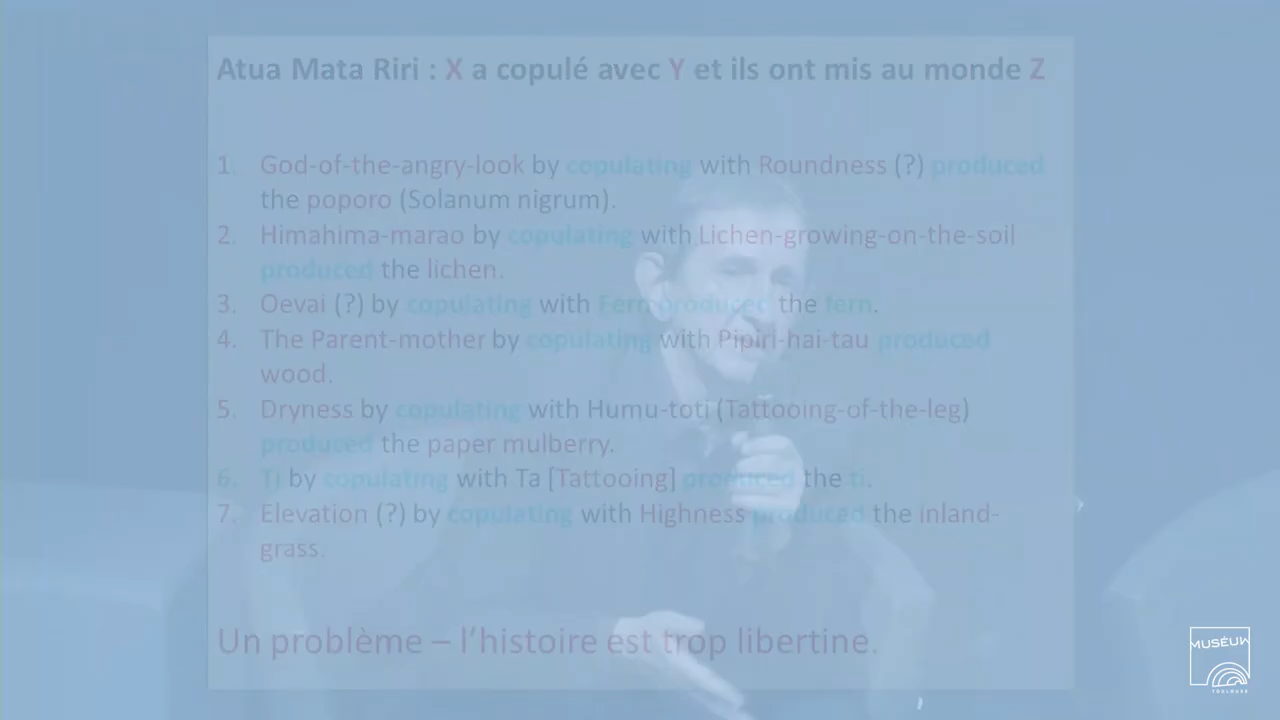 Atua Mata Riri : X a copulé avec Y et ils ont mis au monde Z
1. God-of-the-angry-look by copulating with Roundness (?) produced
the poporo (Solanum nigrum).
2. Himahima-marao by copulating with Lichen-growing-on-the-soil
produced the lichen.
3. Oevai (?) by copulating with Fern produced the fern.
4. The Parent-mother by copulating with Pipiri-hai-tau produced
wood.
5. Dryness by copulating with Humu-toti (Tattooing-of-the-leg)
produced the paper mulberry.
6. Ti by copulating with Ta [Tattooing] produced the ti.
7. Elevation (?) by copulating with Highness produced the inland-
grass.
Un problème – l'histoire est trop libertine.
MUSÉUM
TOULOUSE